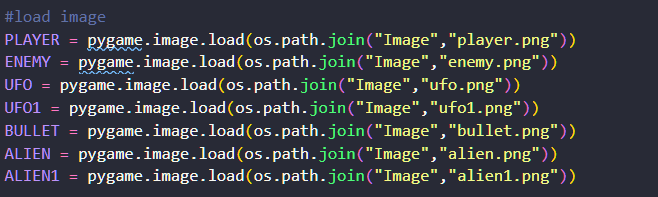 #load image
PLAYER = pygame.image.load(os.path.join("Image","player.png"))
ENEMY = pygame.image.load(os.path.join("Image","enemy.png"))
UFO = pygame.image.load(os.path.join("Image","ufo.png"))
UFO1 = pygame.image.load(os.path.join("Image","ufo1.png"))
BULLET = pygame.image.load(os.path.join("Image","bullet.png"))
ALIEN = pygame.image.load(os.path.join("Image","alien.png"))
ALIEN1 = pygame.image.load(os.path.join("Image","alien1.png"))